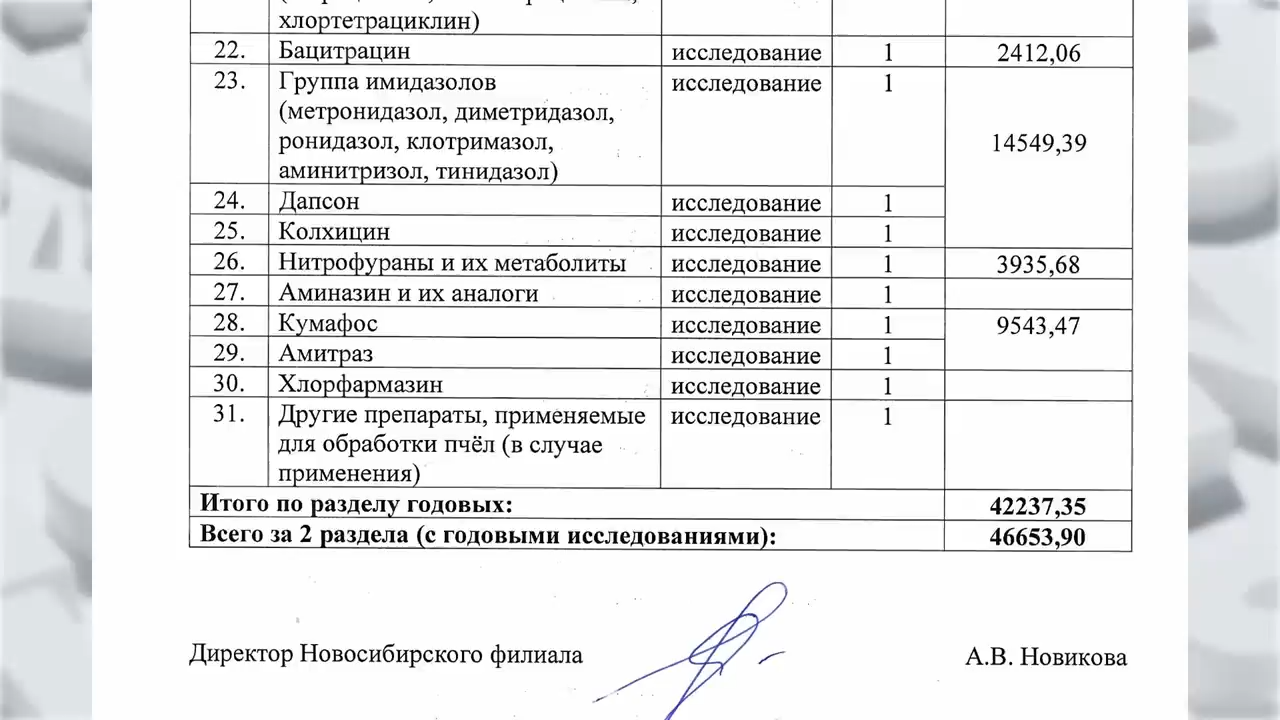 хлортетрациклин)
22. Бацитрацин исследование 1 2412,06
23. Группа имидазолов исследование 1
(метронидазол, диметридазол,
ронидазол, клотримазол, 14549,39
аминитризол, тинидазол)
24. Дапсон исследование 1
25. Колхицин исследование 1
26. Нитрофураны и их метаболиты исследование 1 3935,68
27. Аминазин и их аналоги исследование 1
28. Кумафос исследование 1 9543,47
29. Амитраз исследование 1
30. Хлорфармазин исследование 1
31. Другие препараты, применяемые исследование 1
для обработки пчёл (в случае
применения)
Итого по разделу годовых: 42237,35
Всего за 2 раздела (с годовыми исследованиями): 46653,90
Директор Новосибирского филиала А.В. Новикова